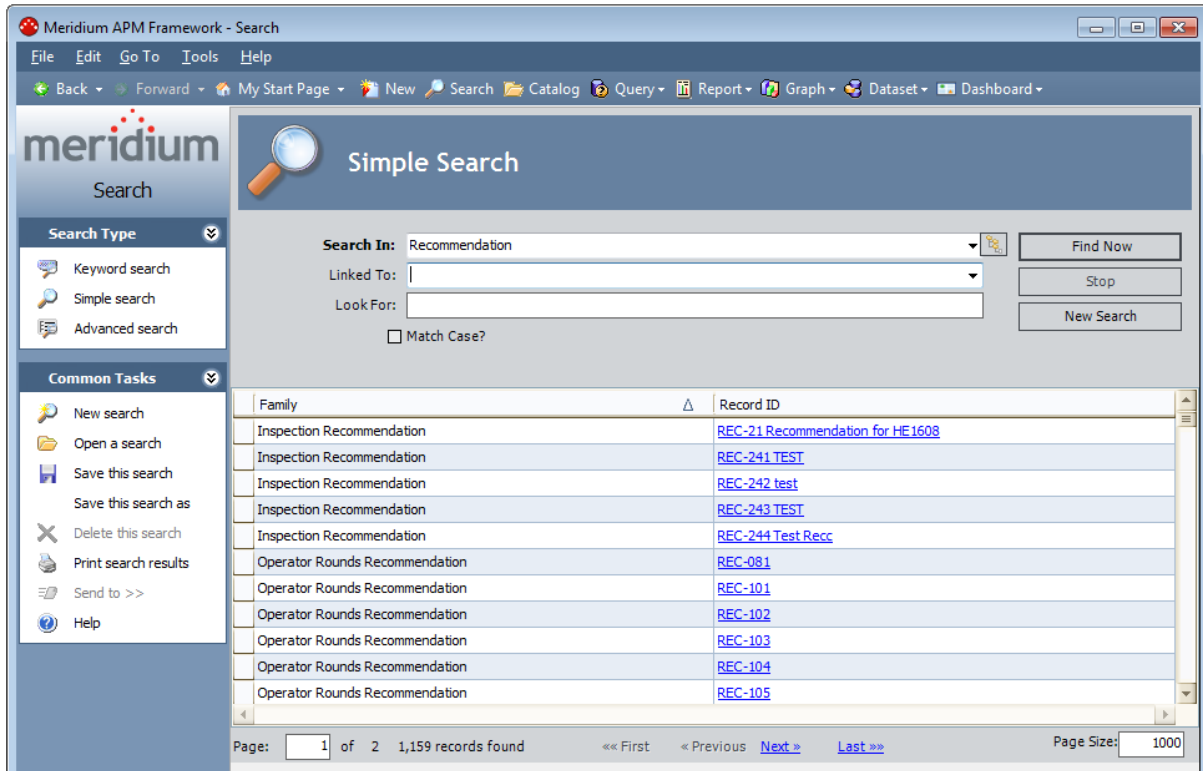 Meridium APM Framework - Search
File Edit Go To Tools Help
Back Forward My Start Page New Search Catalog Query Report Graph Dataset Dashboard
meridium
Search
Simple Search
Search Type
Keyword search
Simple search
Advanced search
Search In: Recommendation
Linked To:
Look For:
Match Case?
Find Now
Stop
New Search
Common Tasks
New search
Open a search
Save this search
Save this search as
Delete this search
Print search results
Send to >>
Help
Family Record ID
Inspection Recommendation REC-21 Recommendation for HE1608
Inspection Recommendation REC-241 TEST
Inspection Recommendation REC-242 test
Inspection Recommendation REC-243 TEST
Inspection Recommendation REC-244 Test Recc
Operator Rounds Recommendation REC-081
Operator Rounds Recommendation REC-101
Operator Rounds Recommendation REC-102
Operator Rounds Recommendation REC-103
Operator Rounds Recommendation REC-104
Operator Rounds Recommendation REC-105
Page: 1 of 2 1,159 records found «« First « Previous Next » Last »» Page Size: 1000